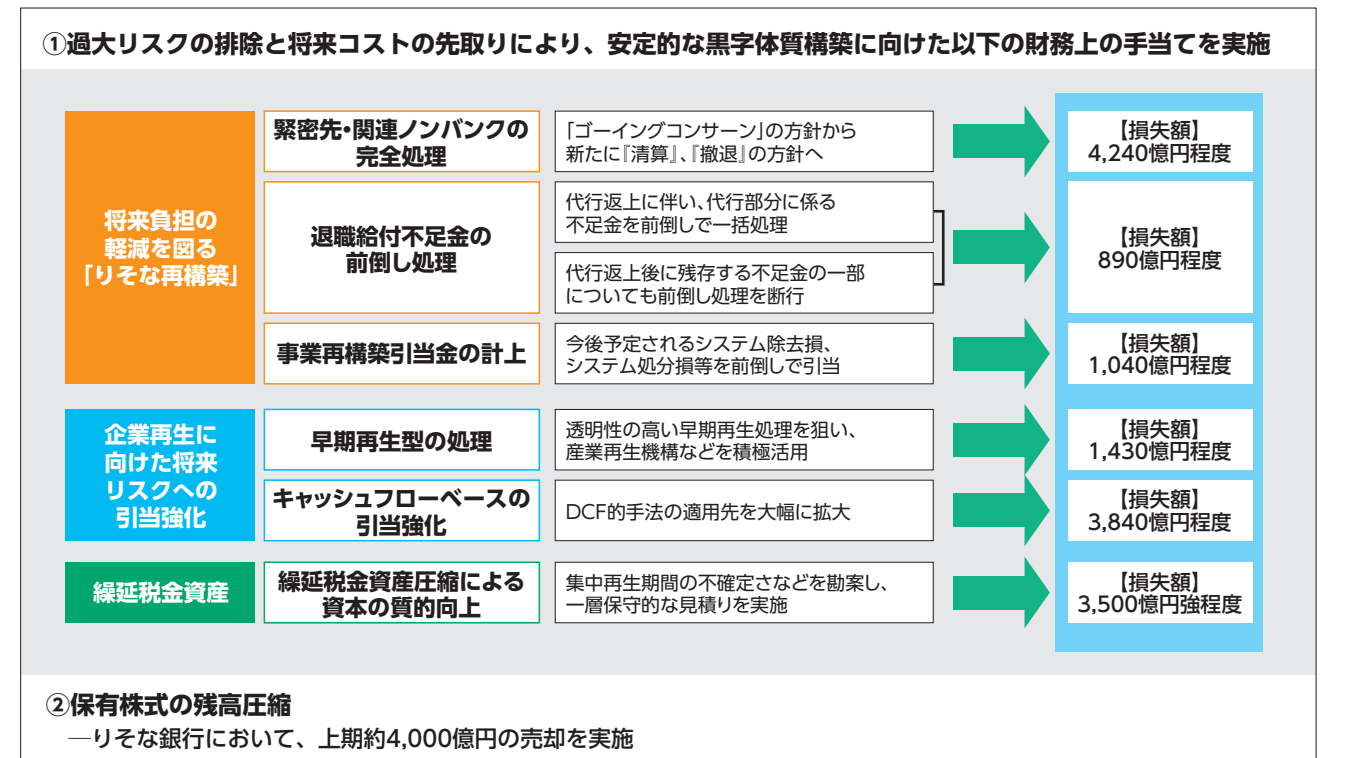 ①過大リスクの排除と将来コストの先取りにより、安定的な黒字体質構築に向けた以下の財務上の手当てを実施
将来負担の
軽減を図る
「りそな再構築」
緊密先・関連ノンバンクの
完全処理
「ゴーイングコンサーン」の方針から
新たに『清算』、『撤退』の方針へ
【損失額】
4,240億円程度
退職給付不足金の
前倒し処理
代行返上に伴い、代行部分に係る
不足金を前倒しで一括処理
代行返上後に残存する不足金の一部
についても前倒し処理を断行
【損失額】
890億円程度
事業再構築引当金の計上
今後予定されるシステム除去損、
システム処分損等を前倒しで引当
【損失額】
1,040億円程度
企業再生に
向けた将来
リスクへの
引当強化
早期再生型の処理
透明性の高い早期再生処理を狙い、
産業再生機構などを積極活用
【損失額】
1,430億円程度
キャッシュフローベースの
引当強化
DCF的手法の適用先を大幅に拡大
【損失額】
3,840億円程度
繰延税金資産
繰延税金資産圧縮による
資本の質的向上
集中再生期間の不確定さなどを勘案し、
一層保守的な見積りを実施
【損失額】
3,500億円強程度
②保有株式の残高圧縮
―りそな銀行において、上期約4,000億円の売却を実施